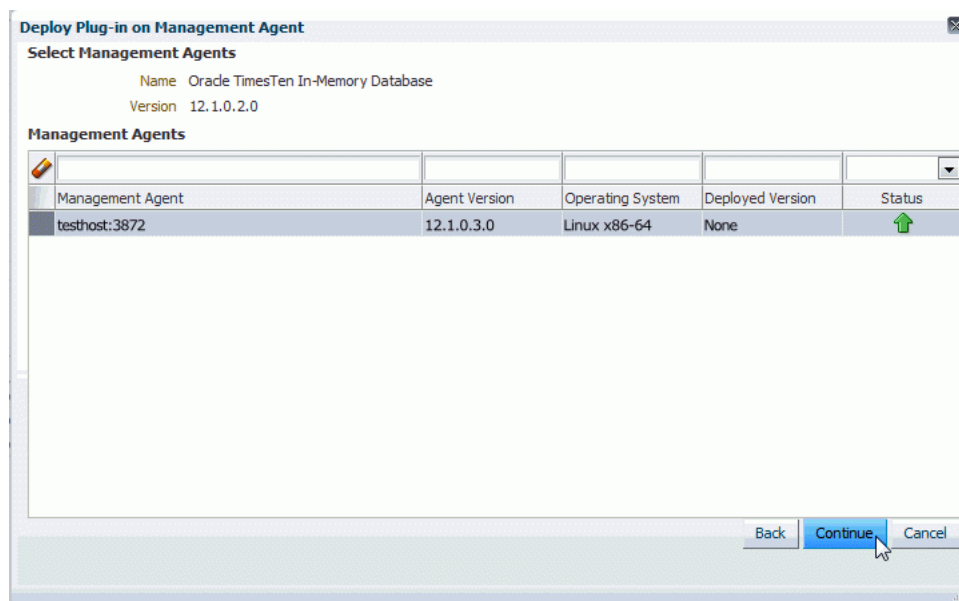 Deploy Plug-in on Management Agent
Select Management Agents
Name Oracle TimesTen In-Memory Database
Version 12.1.0.2.0
Management Agents
Management Agent Agent Version Operating System Deployed Version Status
testhost:3872 12.1.0.3.0 Linux x86-64 None
Back Continue Cancel